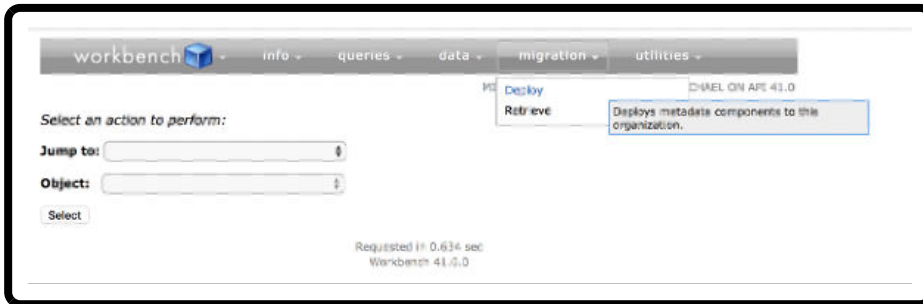 workbench info queries data migration utilities
CHAEL ON API 41.0
Deploy
Retrieve
Deploys metadata components to this
organization.
Select an action to perform:
Jump to:
Object:
Select
Requested in 0.634 sec
Workbench 41.0.0